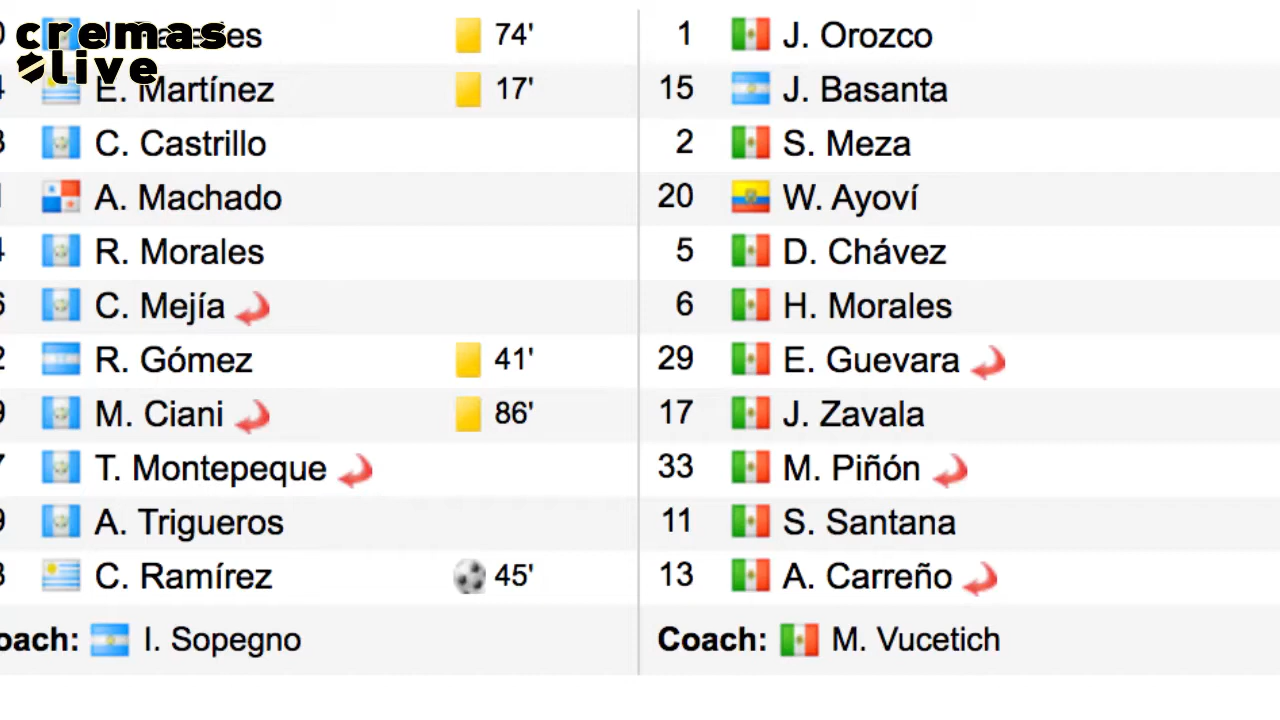 cremas
live
74'
E. Martínez 17'
C. Castrillo
A. Machado
R. Morales
C. Mejía
R. Gómez 41'
M. Ciani 86'
T. Montepeque
A. Trigueros
C. Ramírez 45'
oach: I. Sopegno
1 J. Orozco
15 J. Basanta
2 S. Meza
20 W. Ayoví
5 D. Chávez
6 H. Morales
29 E. Guevara
17 J. Zavala
33 M. Piñón
11 S. Santana
13 A. Carreño
Coach: M. Vucetich